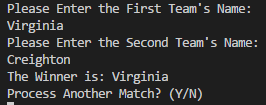 Please Enter the First Team's Name:
Virginia
Please Enter the Second Team's Name:
Creighton
The Winner is: Virginia
Process Another Match? (Y/N)